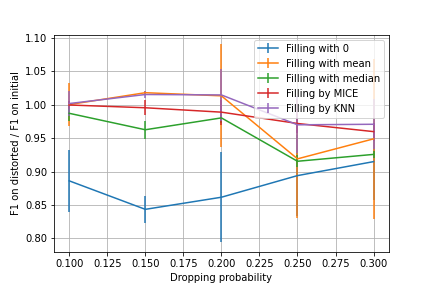 F1 on distorted / F1 on initial
1.10
1.05
1.00
0.95
0.90
0.85
0.80
Filling with 0
Filling with mean
Filling with median
Filling by MICE
Filling by KNN
0.100 0.125 0.150 0.175 0.200 0.225 0.250 0.275 0.300
Dropping probability